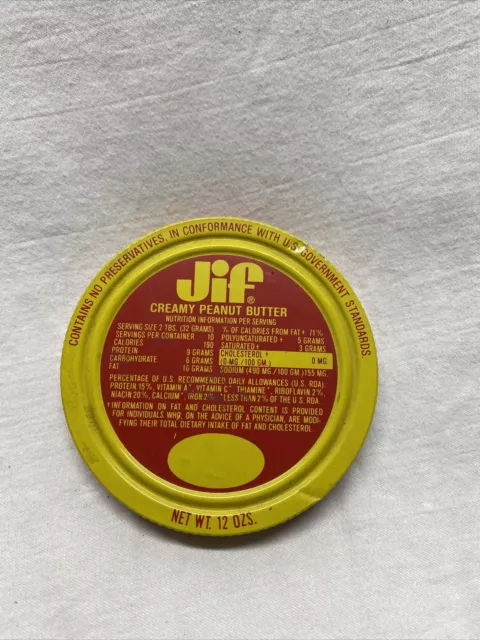 CONTAINS NO PRESERVATIVES, IN CONFORMANCE WITH U.S. GOVERNMENT STANDARDS.
Jif®
CREAMY PEANUT BUTTER
NUTRITION INFORMATION PER SERVING
SERVING SIZE 2 TBS. (32 GRAMS) % OF CALORIES FROM FAT+ 71%
SERVINGS PER CONTAINER 10 POLYUNSATURATED+ 5 GRAMS
CALORIES 190 SATURATED+ 3 GRAMS
PROTEIN 9 GRAMS CHOLESTEROL+
CARBOHYDRATE 6 GRAMS (0 MG./100 GM.) 0 MG.
FAT 16 GRAMS SODIUM (490 MG./100 GM.) 155 MG.
PERCENTAGE OF U.S. RECOMMENDED DAILY ALLOWANCES (U.S. RDA):
PROTEIN 15%, VITAMIN A*, VITAMIN C*, THIAMINE*, RIBOFLAVIN 2%,
NIACIN 20%, CALCIUM*, IRON 2% LESS THAN 2% OF THE U.S. RDA
+INFORMATION ON FAT AND CHOLESTEROL CONTENT IS PROVIDED
FOR INDIVIDUALS WHO, ON THE ADVICE OF A PHYSICIAN, ARE MODI-
FYING THEIR TOTAL DIETARY INTAKE OF FAT AND CHOLESTEROL
NET WT. 12 OZS.